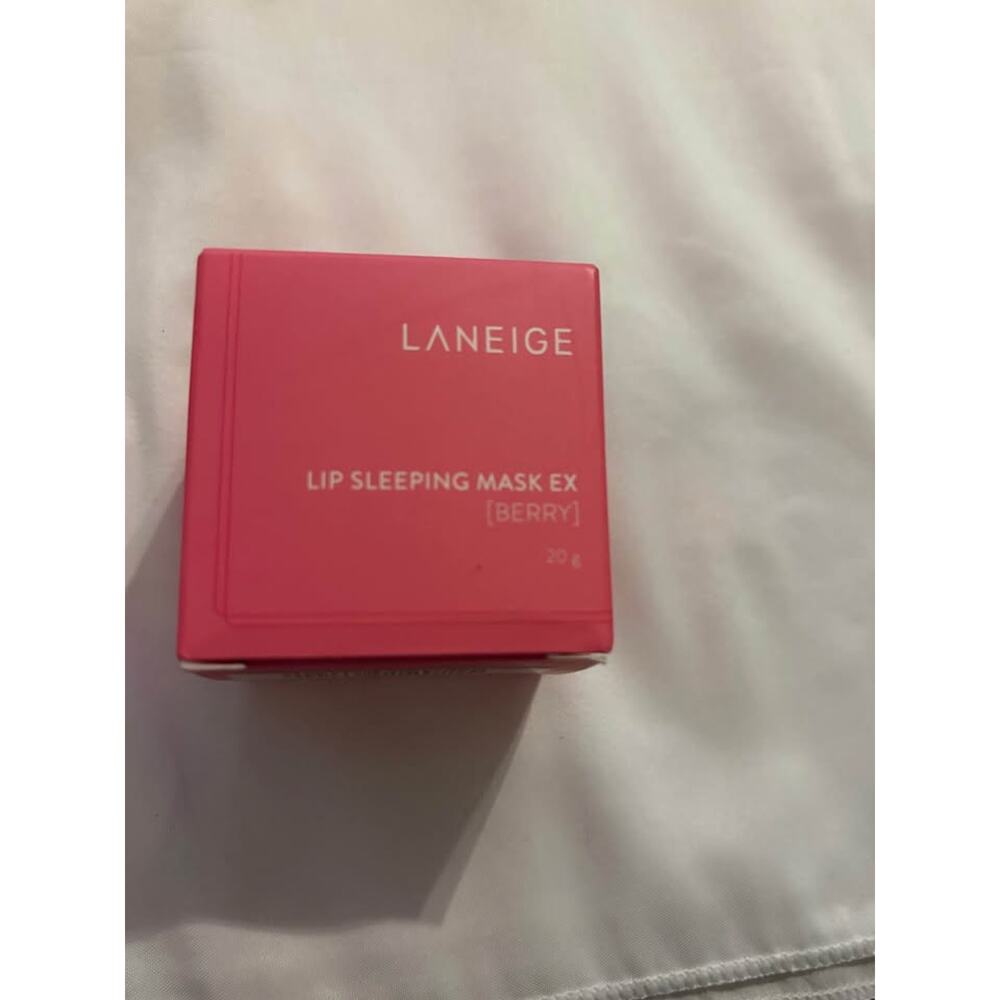 LANEIGE
LIP SLEEPING MASK EX
[BERRY]
20 g